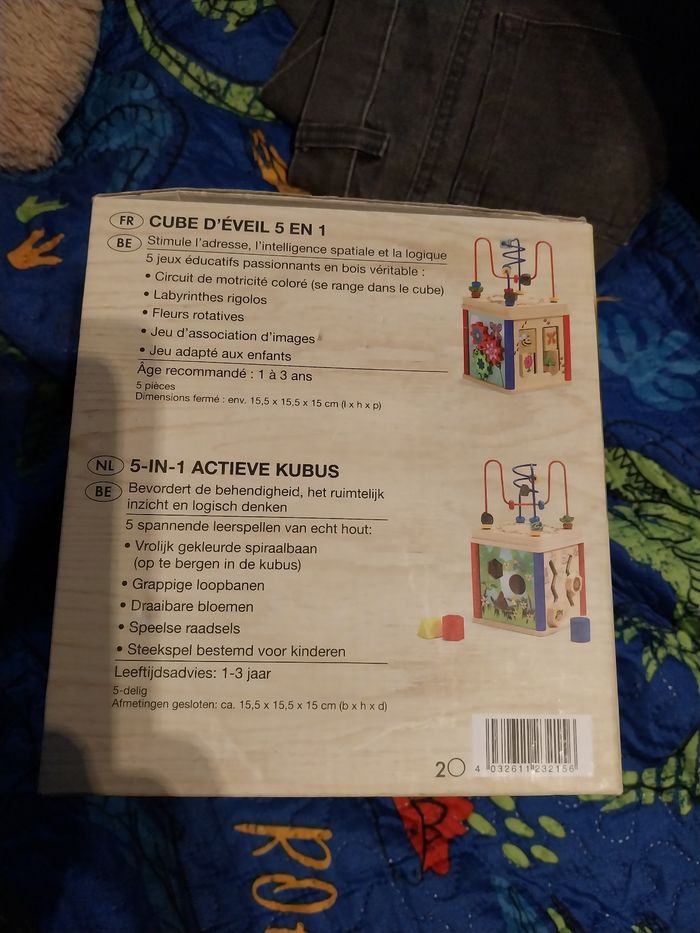 FR CUBE D'ÉVEIL 5 EN 1
BE Stimule l'adresse, l'intelligence spatiale et la logique
5 jeux éducatifs passionnants en bois véritable :
• Circuit de motricité coloré (se range dans le cube)
• Labyrinthes rigolos
• Fleurs rotatives
• Jeu d'association d'images
• Jeu adapté aux enfants
Âge recommandé : 1 à 3 ans
5 pièces
Dimensions fermé : env. 15,5 x 15,5 x 15 cm (l x h x p)
NL 5-IN-1 ACTIEVE KUBUS
BE Bevordert de behendigheid, het ruimtelijk
inzicht en logisch denken
5 spannende leerspellen van echt hout:
• Vrolijk gekleurde spiraalbaan
(op te bergen in de kubus)
• Grappige loopbanen
• Draaibare bloemen
• Speelse raadsels
• Steekspel bestemd voor kinderen
Leeftijdsadvies: 1-3 jaar
5-delig
Afmetingen gesloten: ca. 15,5 x 15,5 x 15 cm (b x h x d)
2
4 032611 232156